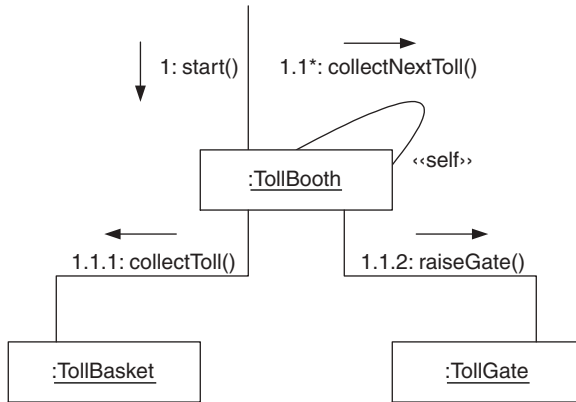 1: start()
1.1*: collectNextToll()
‹‹self››
:TollBooth
1.1.1: collectToll()
1.1.2: raiseGate()
:TollBasket
:TollGate